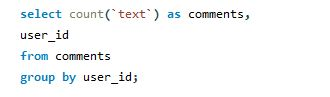 select count(`text`) as comments,
user_id
from comments
group by user_id;